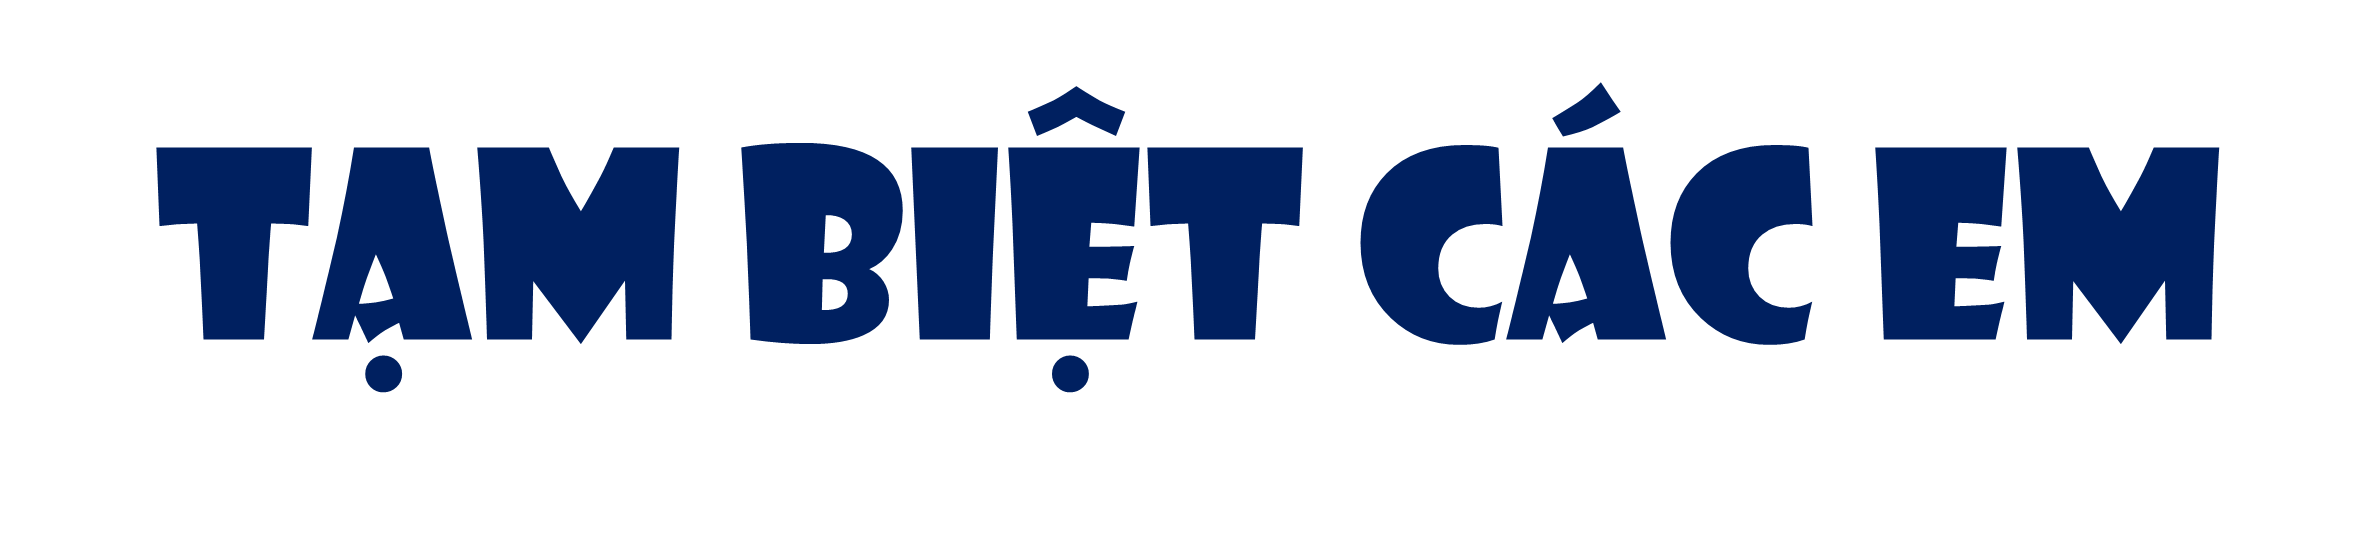 TẠM BIỆT CÁC EM